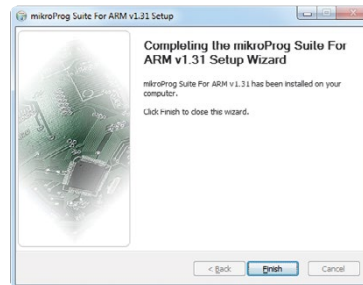 mikroProg Suite For ARM v1.31 Setup
Completing the mikroProg Suite For
ARM v1.31 Setup Wizard
mikroProg Suite For ARM v1.31 has been installed on your
computer.
Click Finish to close this wizard.
< Back
Finish
Cancel